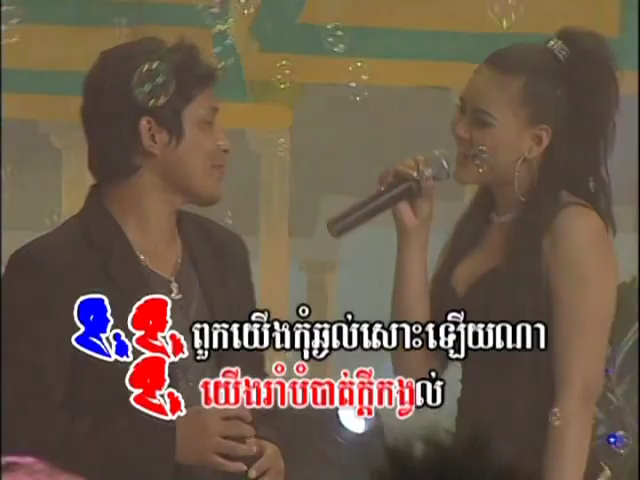 ពួកយើងកុំឆ្ងល់សោះឡើយណា
យើងរាំបំបាត់ក្ដីកង្វល់